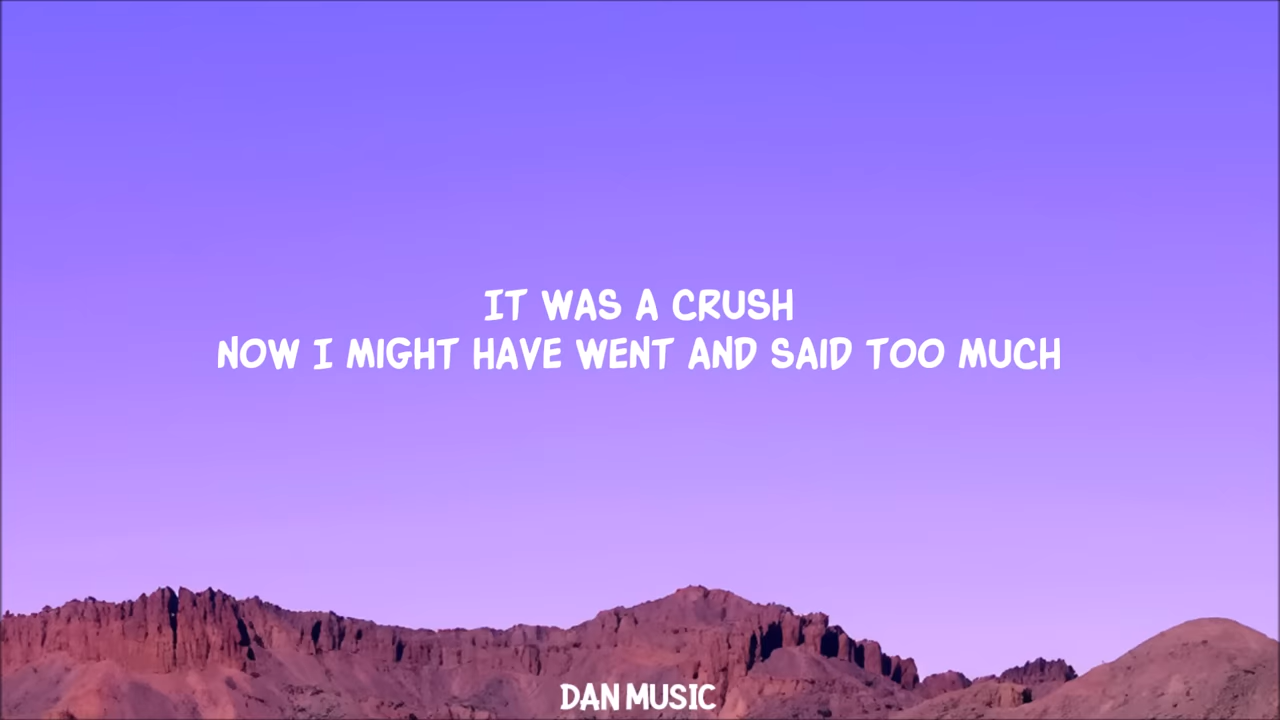 IT WAS A CRUSH
NOW I MIGHT HAVE WENT AND SAID TOO MUCH
DAN MUSIC